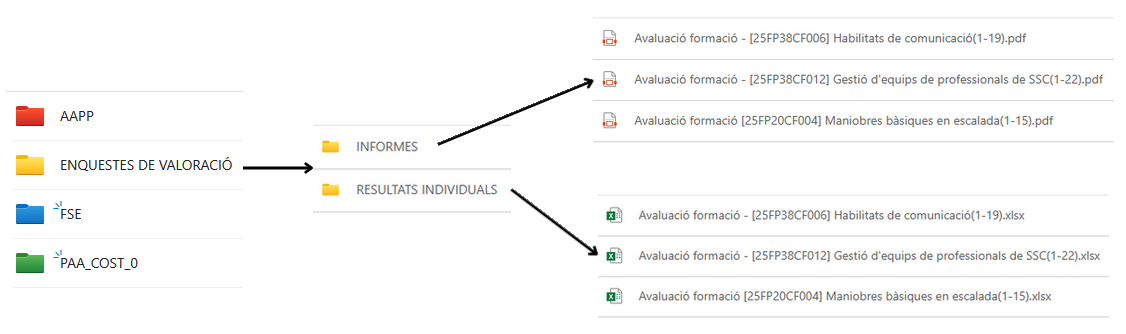 AAPP
ENQUESTES DE VALORACIÓ
FSE
PAA_COST_0
INFORMES
RESULTATS INDIVIDUALS
Avaluació formació - [25FP38CF006] Habilitats de comunicació(1-19).pdf
Avaluació formació - [25FP38CF012] Gestió d'equips de professionals de SSC(1-22).pdf
Avaluació formació [25FP20CF004] Maniobres bàsiques en escalada(1-15).pdf
Avaluació formació - [25FP38CF006] Habilitats de comunicació(1-19).xlsx
Avaluació formació - [25FP38CF012] Gestió d'equips de professionals de SSC(1-22).xlsx
Avaluació formació [25FP20CF004] Maniobres bàsiques en escalada(1-15).xlsx